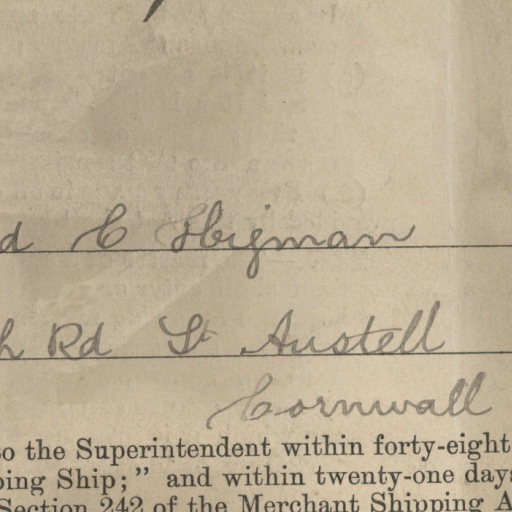 d C Higman
h Rd St Austell
Cornwall
to the Superintendent within forty-eight
ping Ship;” and within twenty-one days
Section 242 of the Merchant Shipping A